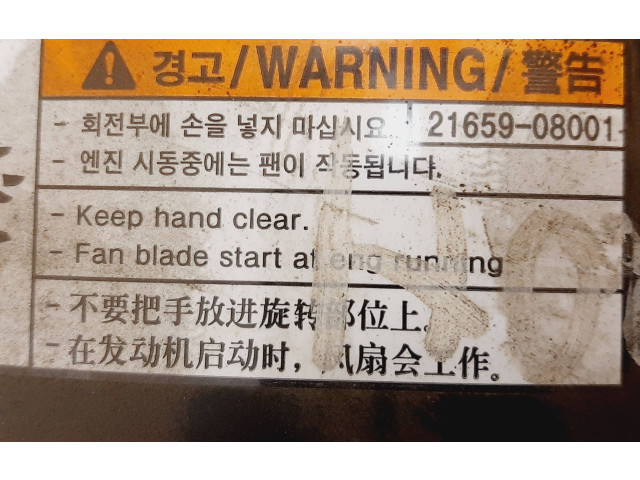 경고/WARNING/警告
- 회전부에 손을 넣지 마십시오 21659-08001
- 엔진 시동중에는 팬이 작동됩니다.
- Keep hand clear.
- Fan blade start at eng running
- 不要把手放进旋转部位上。
- 在发动机启动时，风扇会工作。